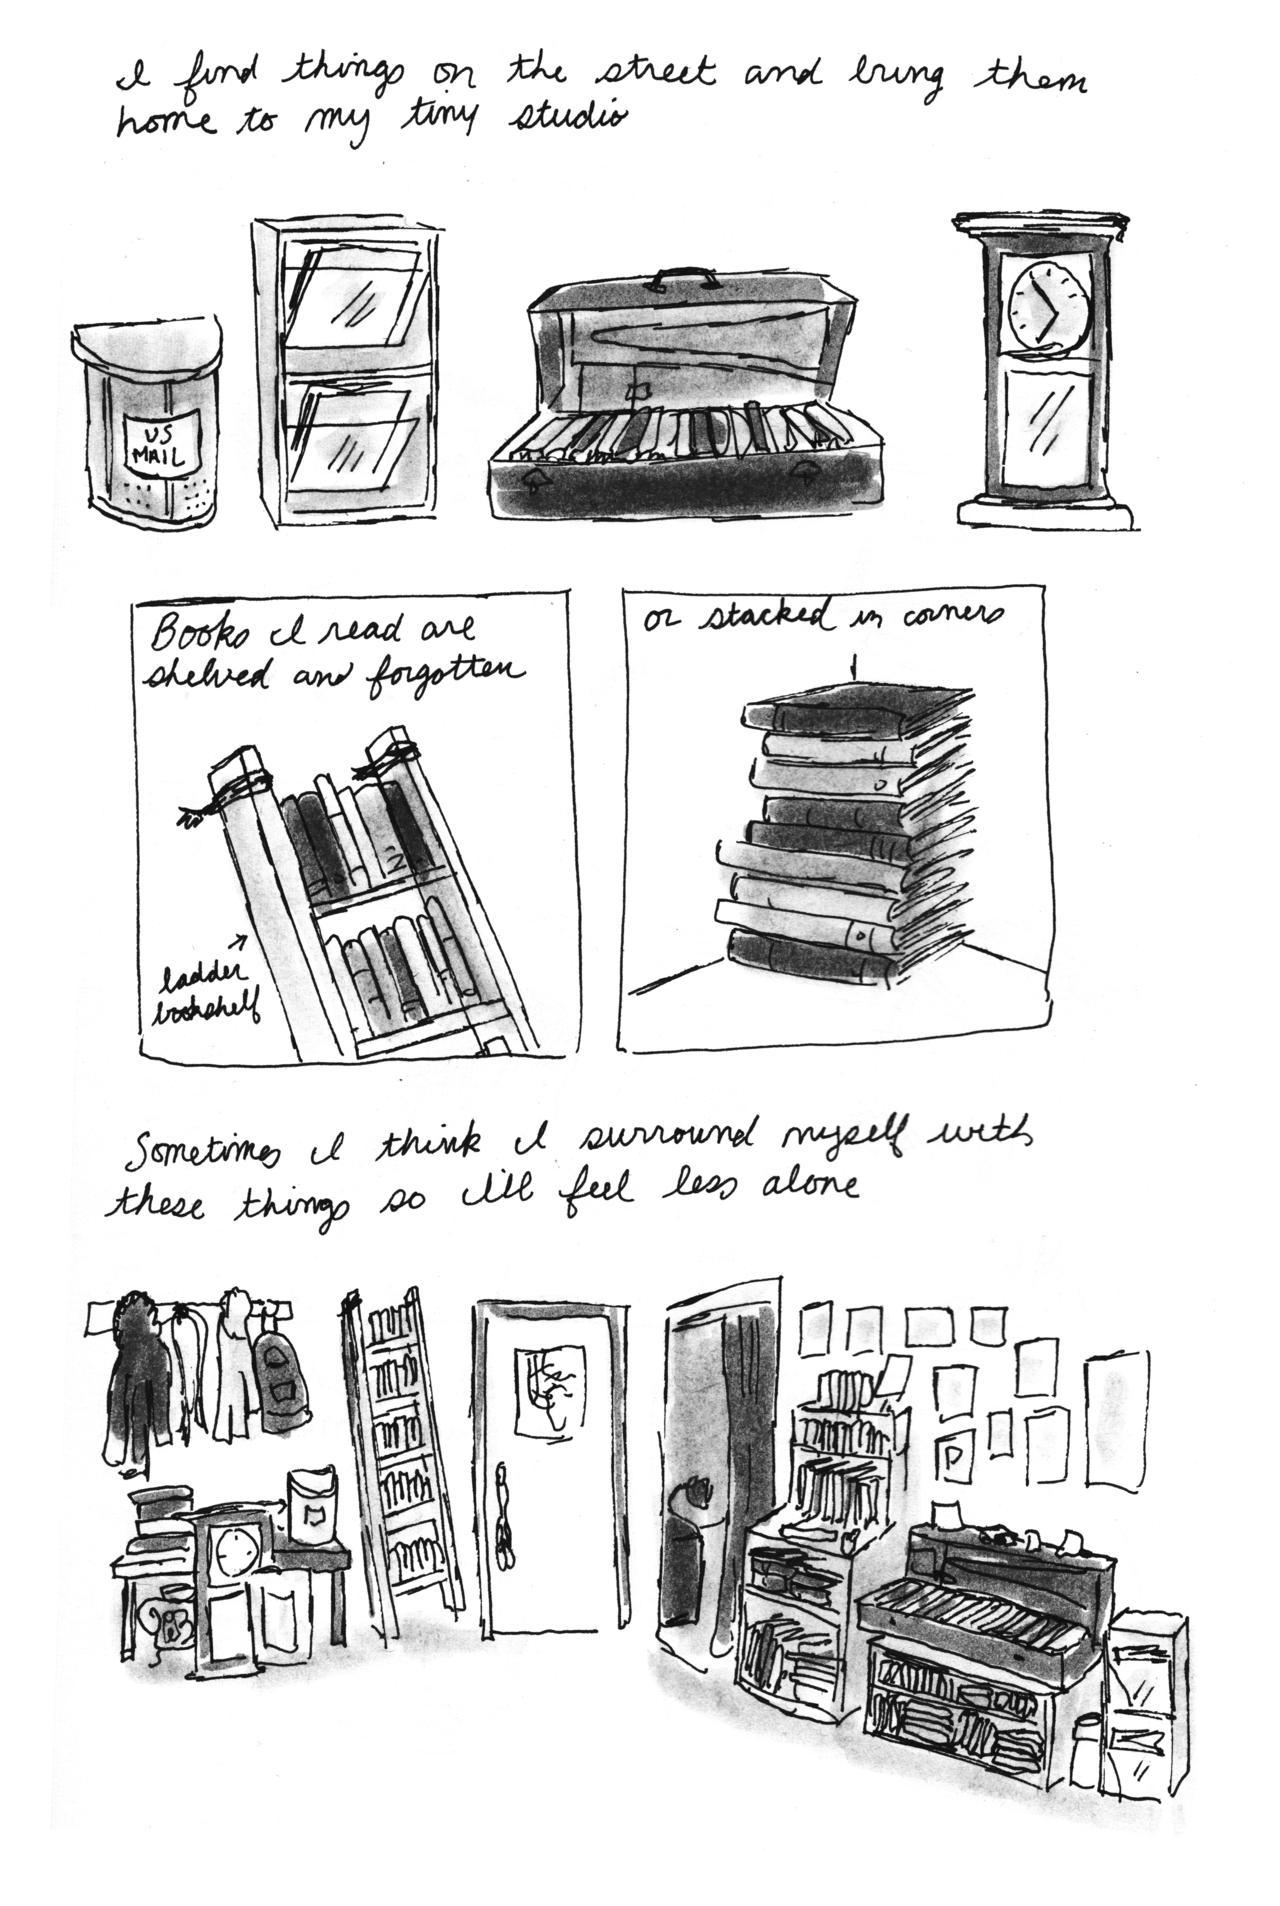 I find things on the street and bring them
home to my tiny studio
US
MAIL
Books I read are
shelved and forgotten
or stacked in corners
ladder
bookshelf
Sometimes I think I surround myself with
these things so I'll feel less alone
P